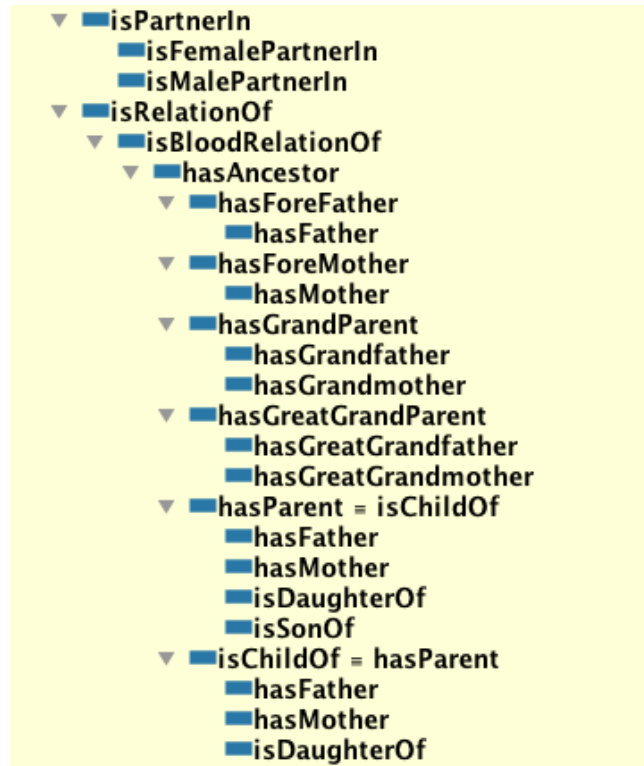 isPartnerIn
isFemalePartnerIn
isMalePartnerIn
isRelationOf
isBloodRelationOf
hasAncestor
hasForeFather
hasFather
hasForeMother
hasMother
hasGrandParent
hasGrandfather
hasGrandmother
hasGreatGrandParent
hasGreatGrandfather
hasGreatGrandmother
hasParent ≡ isChildOf
hasFather
hasMother
isDaughterOf
isSonOf
isChildOf ≡ hasParent
hasFather
hasMother
isDaughterOf